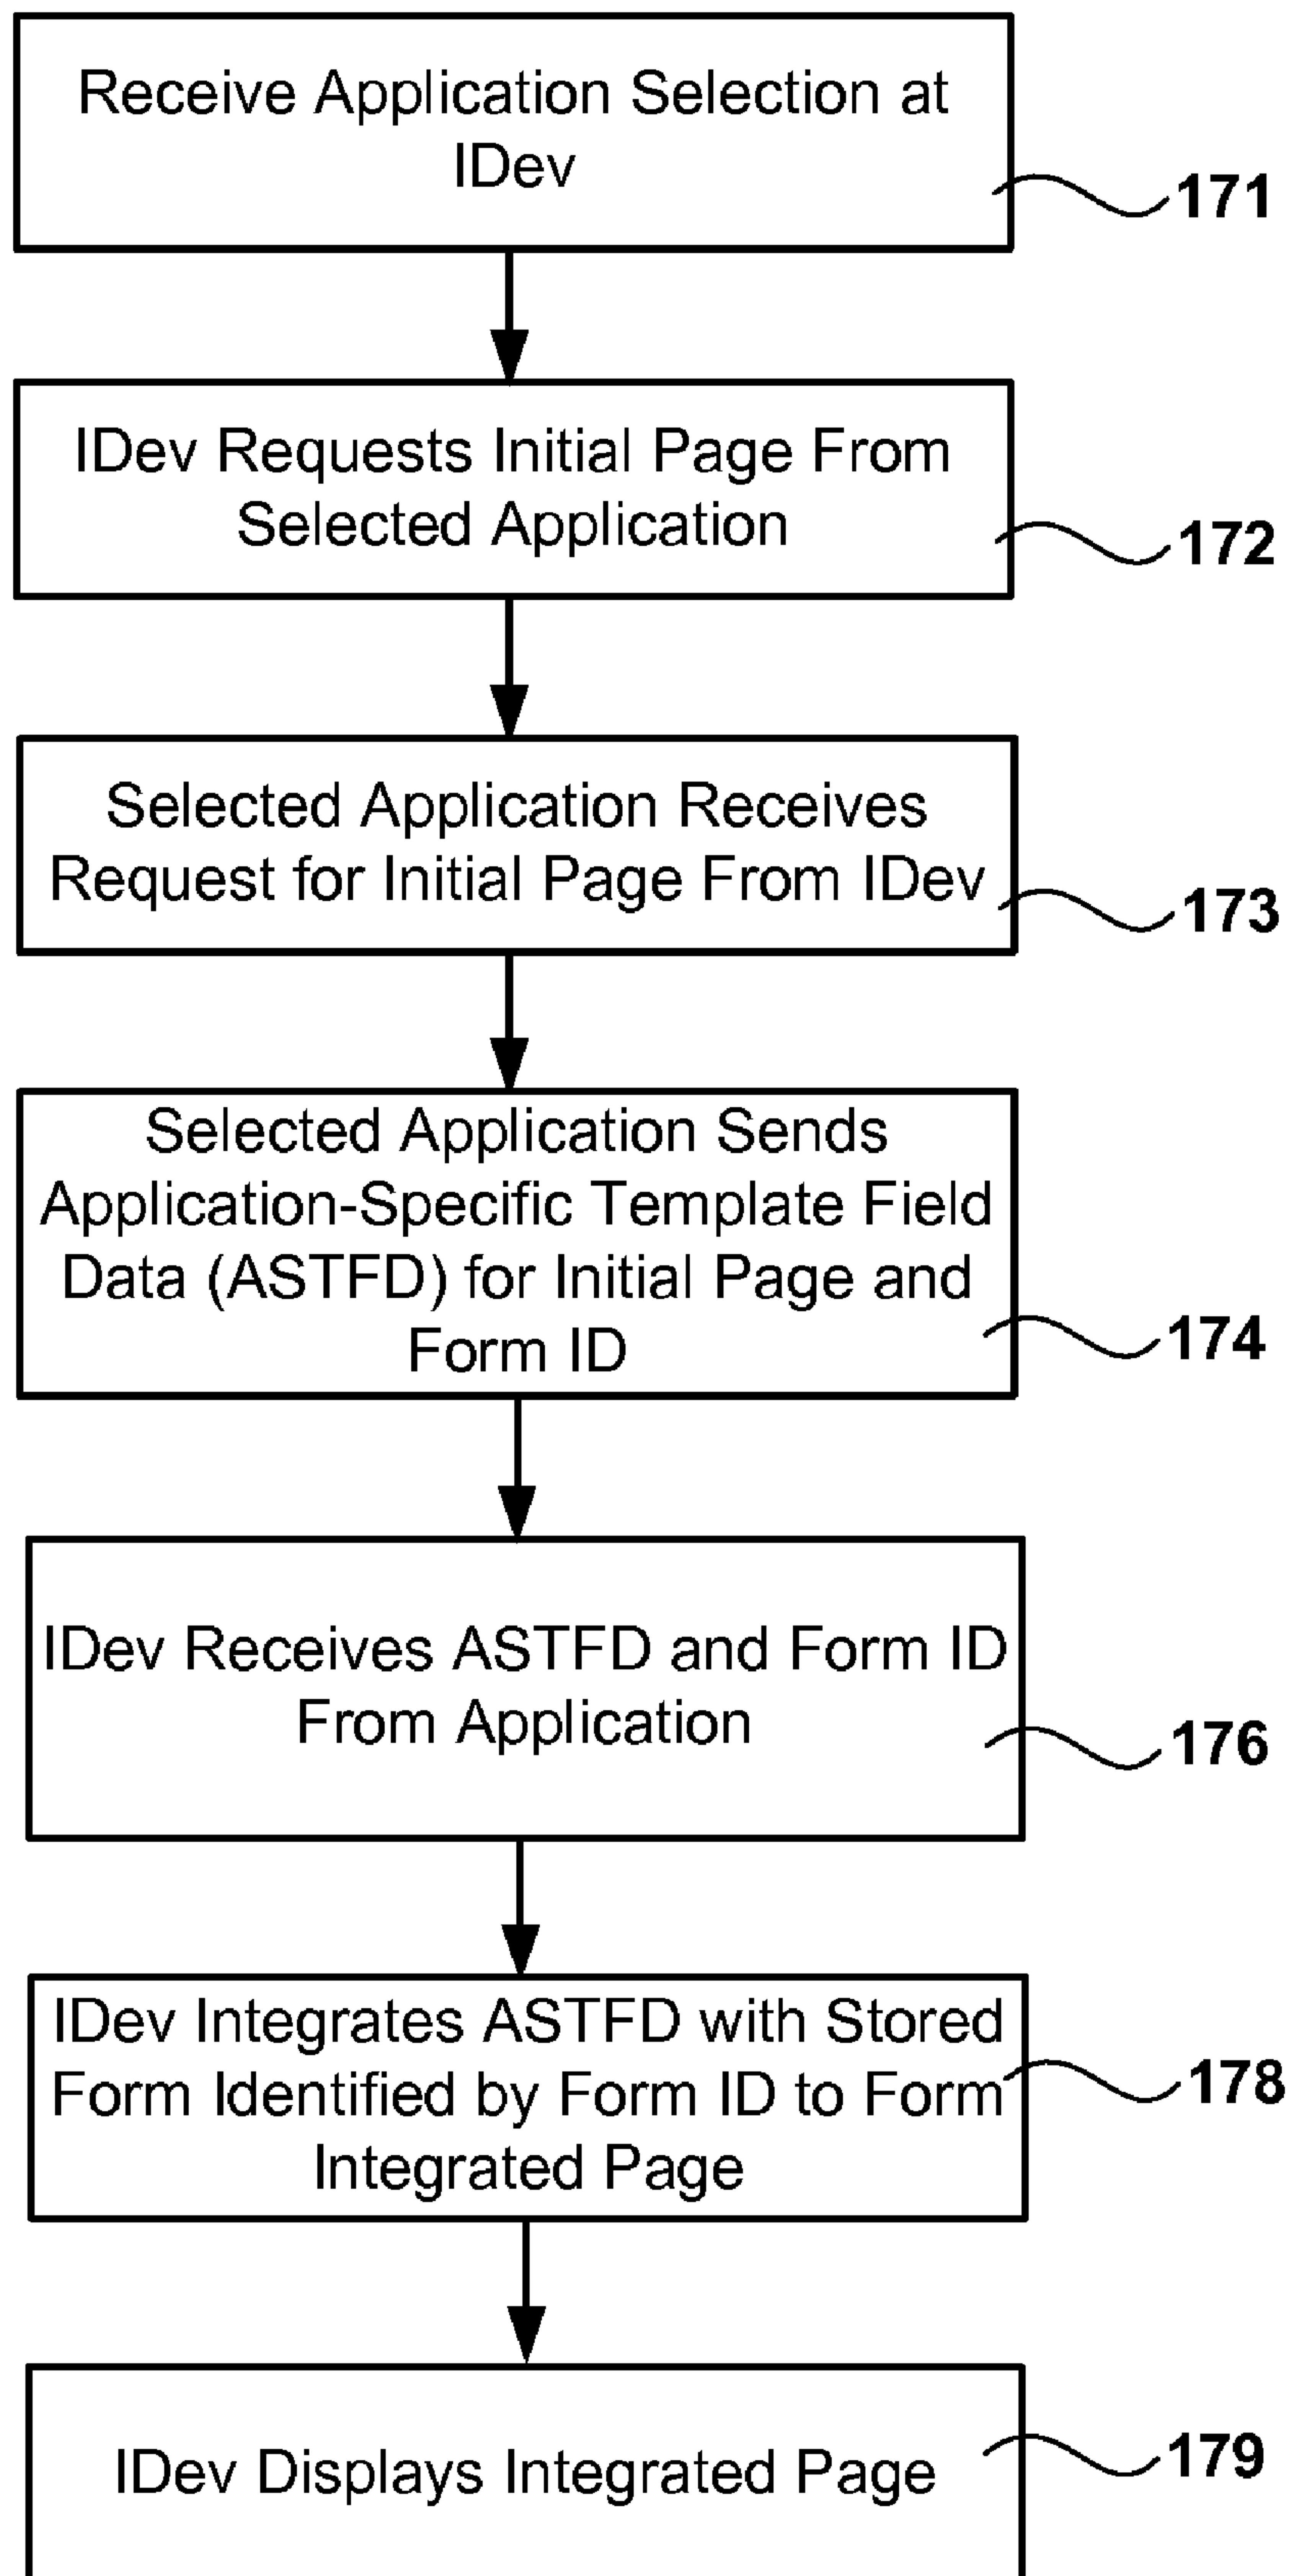 Receive Application Selection at
IDev
171
IDev Requests Initial Page From
Selected Application
172
Selected Application Receives
Request for Initial Page From IDev
173
Selected Application Sends
Application-Specific Template Field
Data (ASTFD) for Initial Page and
Form ID
174
IDev Receives ASTFD and Form ID
From Application
176
IDev Integrates ASTFD with Stored
Form Identified by Form ID to Form
Integrated Page
178
IDev Displays Integrated Page
179